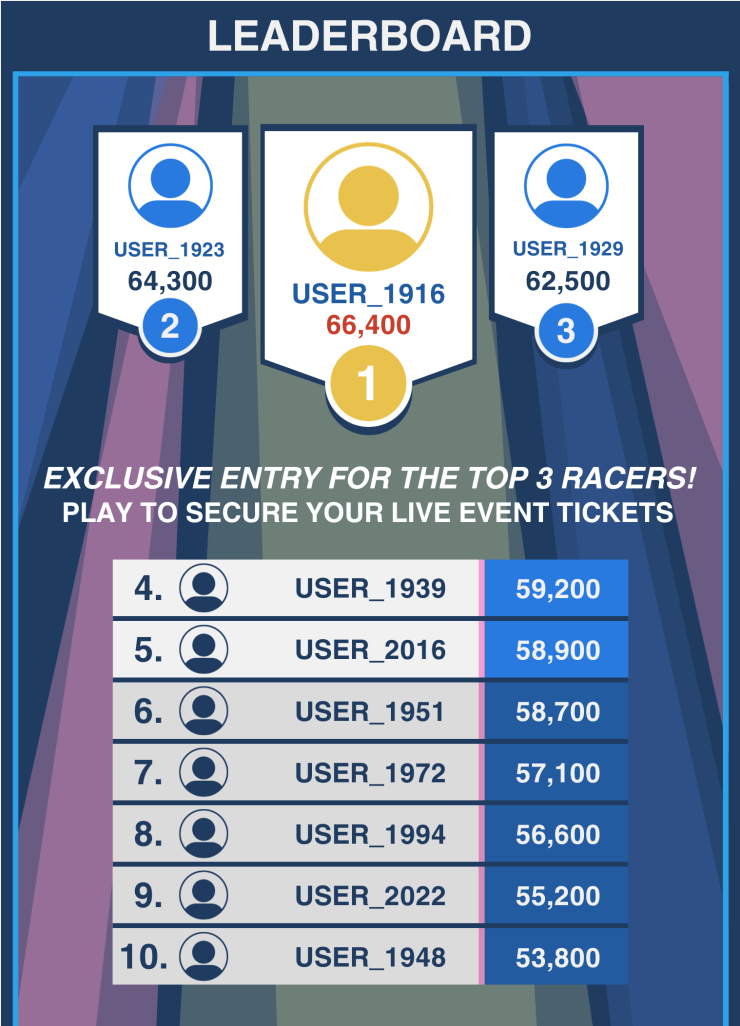 LEADERBOARD
USER_1923
64,300
2
USER_1916
66,400
1
USER_1929
62,500
3
EXCLUSIVE ENTRY FOR THE TOP 3 RACERS!
PLAY TO SECURE YOUR LIVE EVENT TICKETS
4. USER_1939 59,200
5. USER_2016 58,900
6. USER_1951 58,700
7. USER_1972 57,100
8. USER_1994 56,600
9. USER_2022 55,200
10. USER_1948 53,800